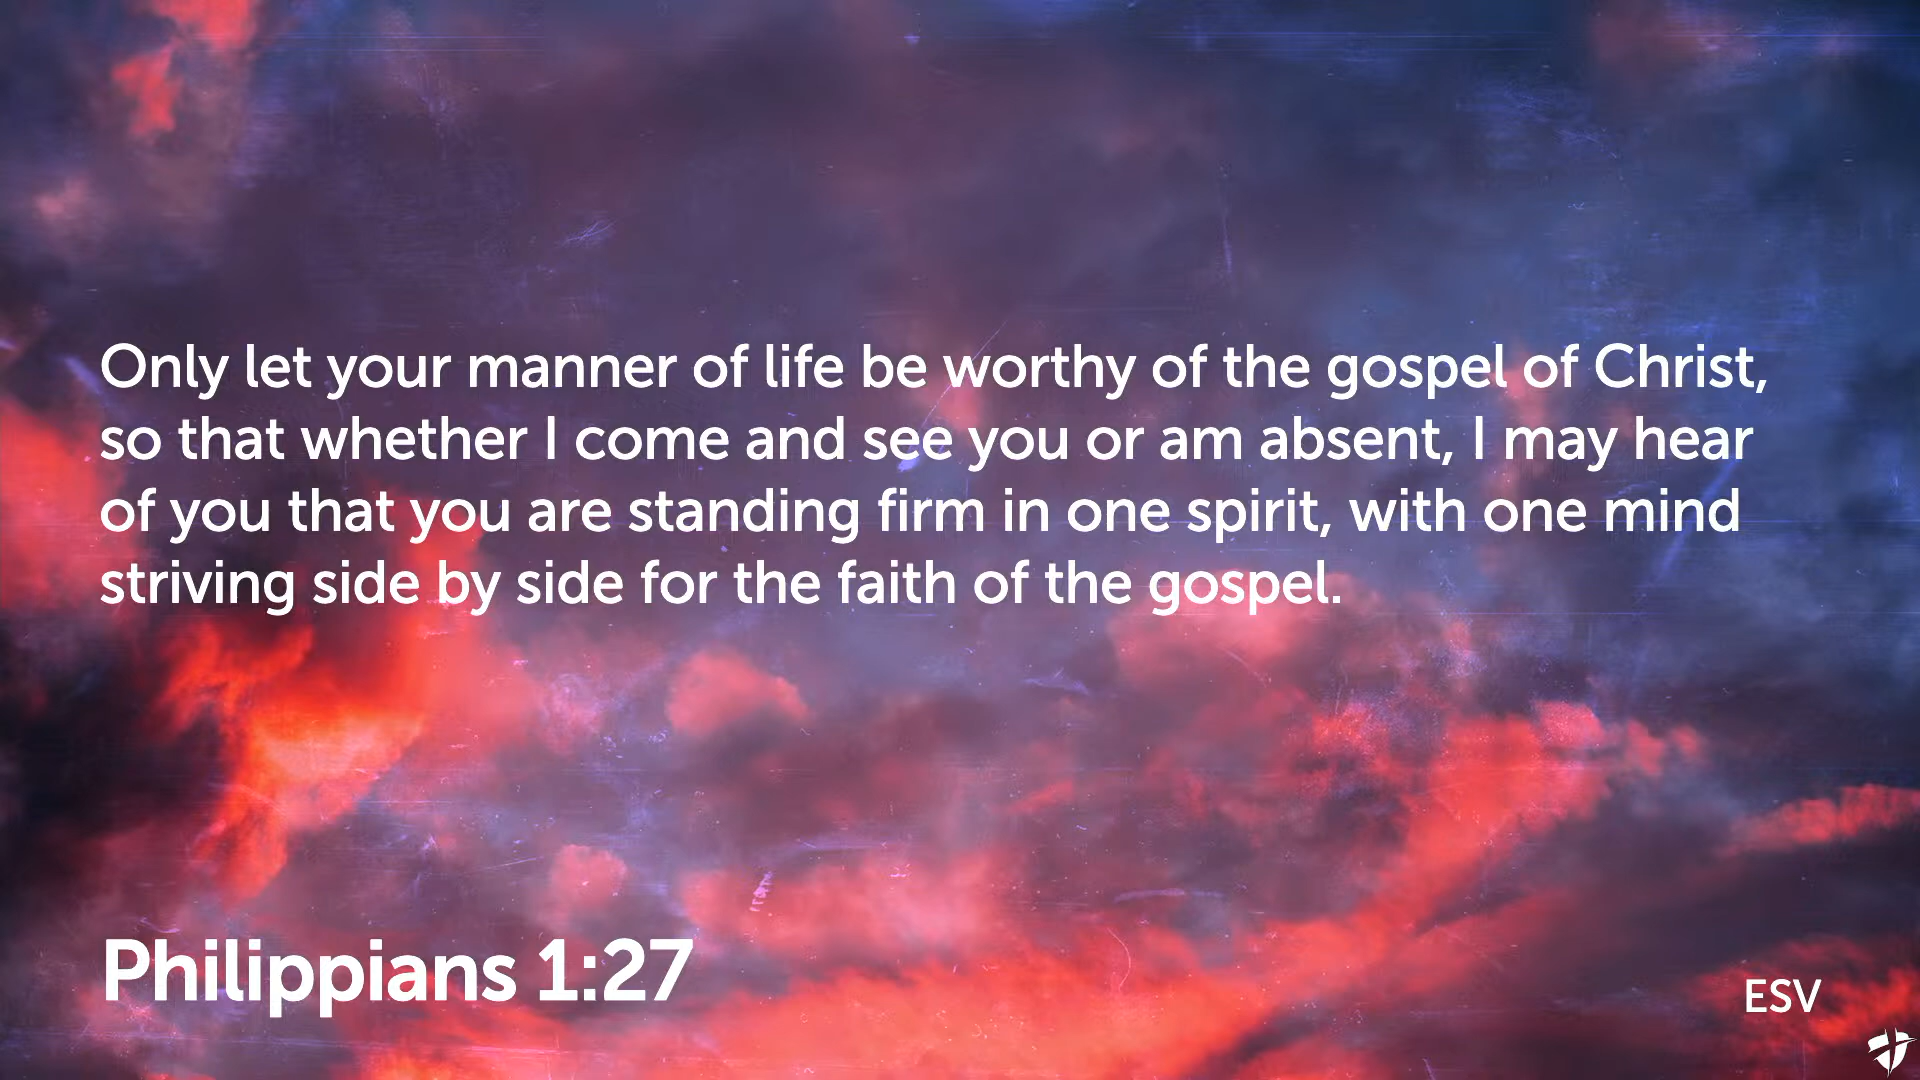 Only let your manner of life be worthy of the gospel of Christ,
so that whether I come and see you or am absent, I may hear
of you that you are standing firm in one spirit, with one mind
striving side by side for the faith of the gospel.
Philippians 1:27
ESV